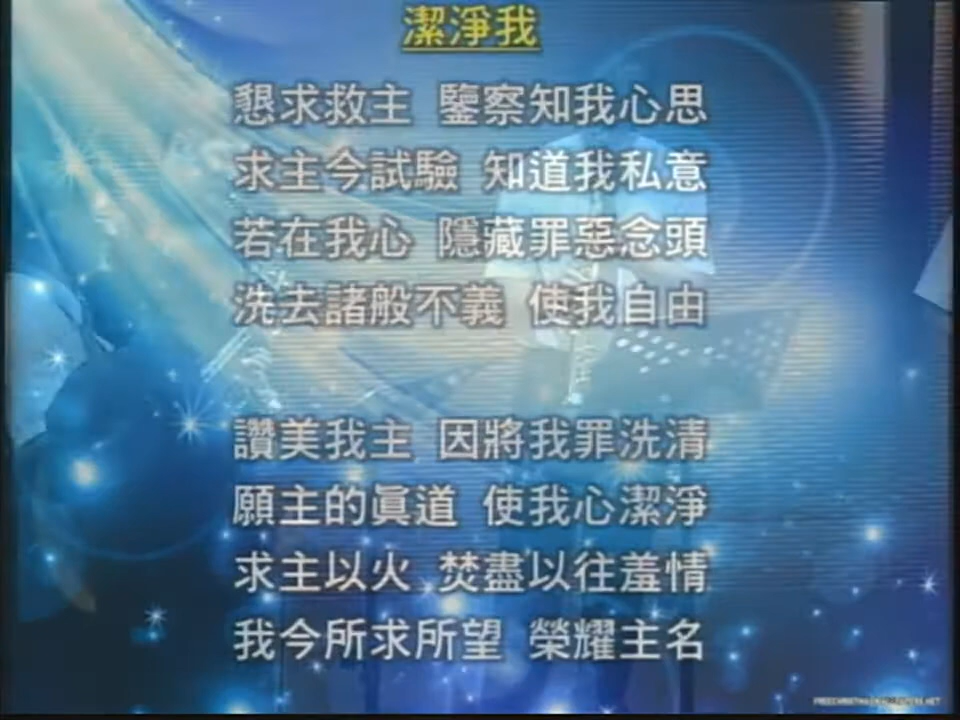 潔淨我
懇求救主 鑒察知我心思
求主今試驗 知道我私意
若在我心 隱藏罪惡念頭
洗去諸般不義 使我自由
讚美我主 因將我罪洗清
願主的眞道 使我心潔淨
求主以火 焚盡以往羞情
我今所求所望 榮耀主名